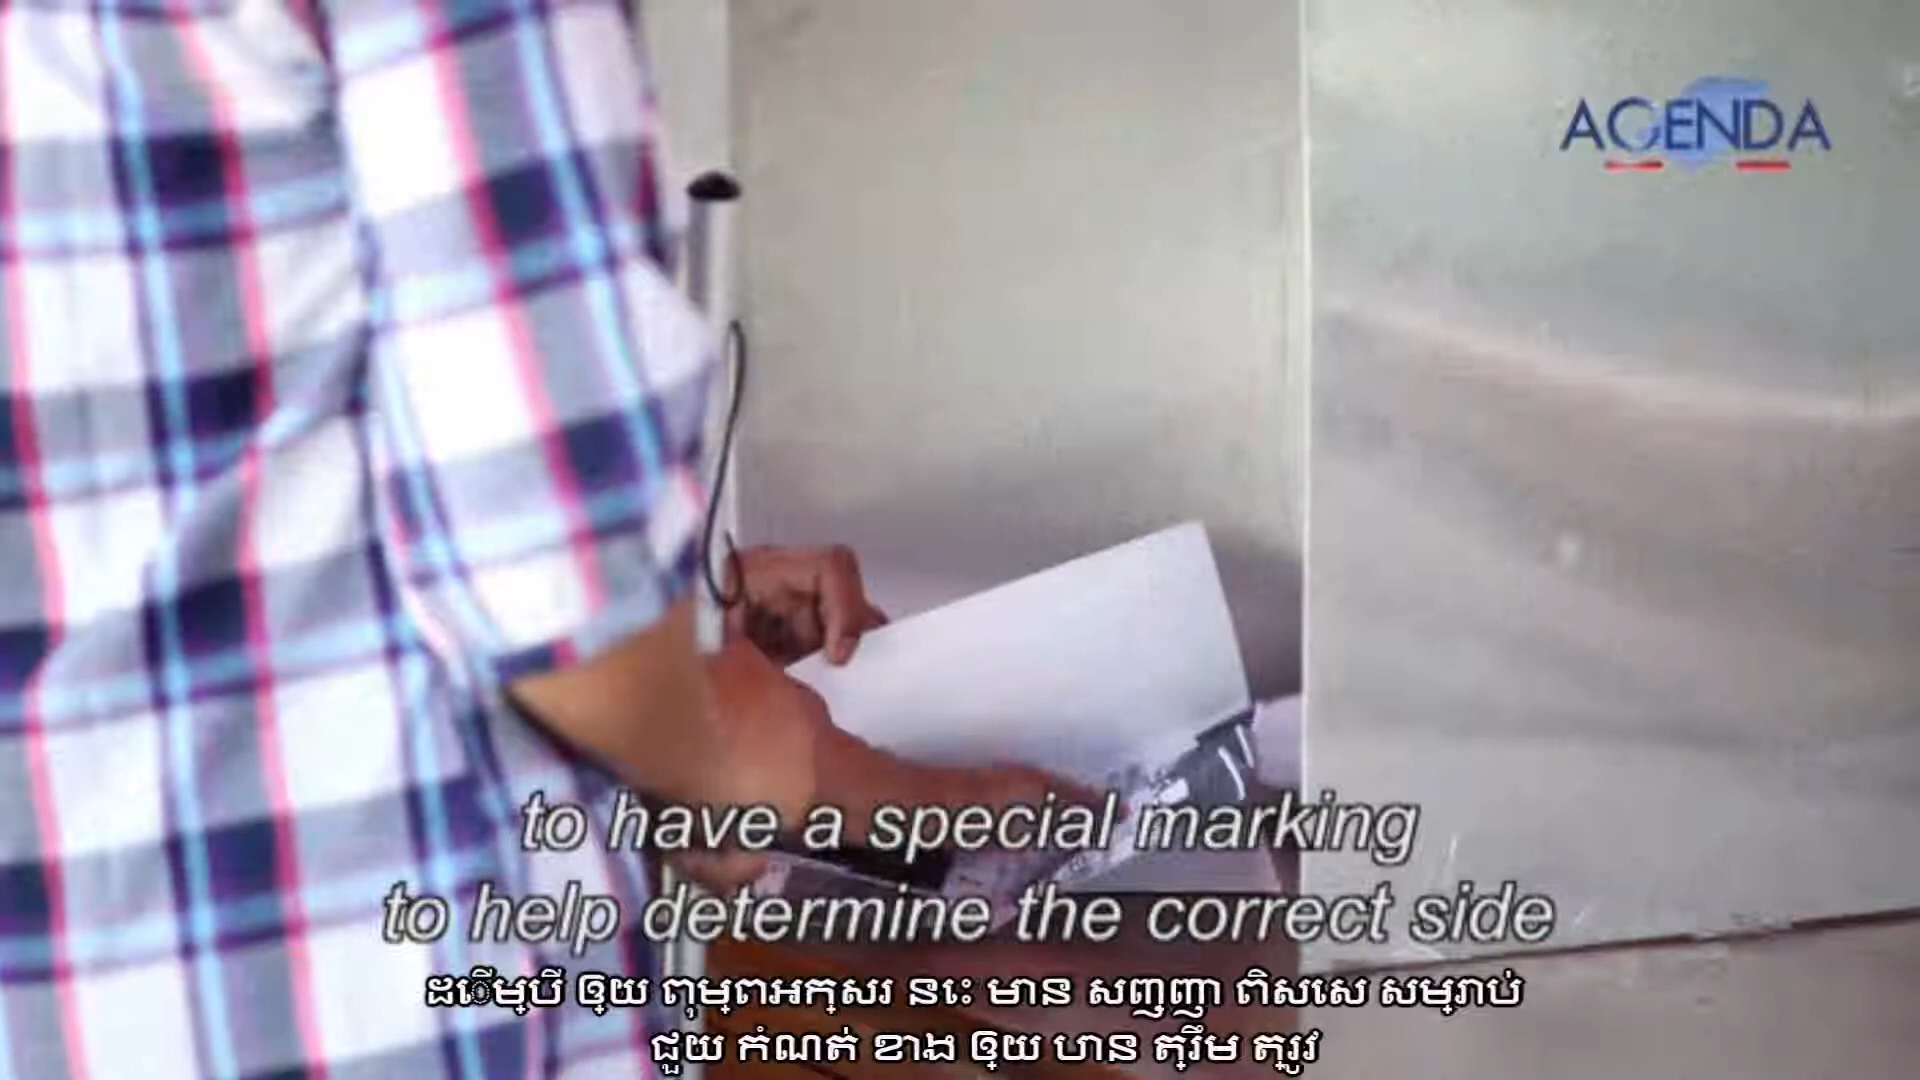 AGENDA
to have a special marking
to help determine the correct side
ដើម្បី ឲ្យ ពុម្ពអក្សរ នេះ មាន សញ្ញា ពិសេស សម្រាប់
ជួយ កំណត់ ខាង ឲ្យ បាន ត្រឹម ត្រូវ